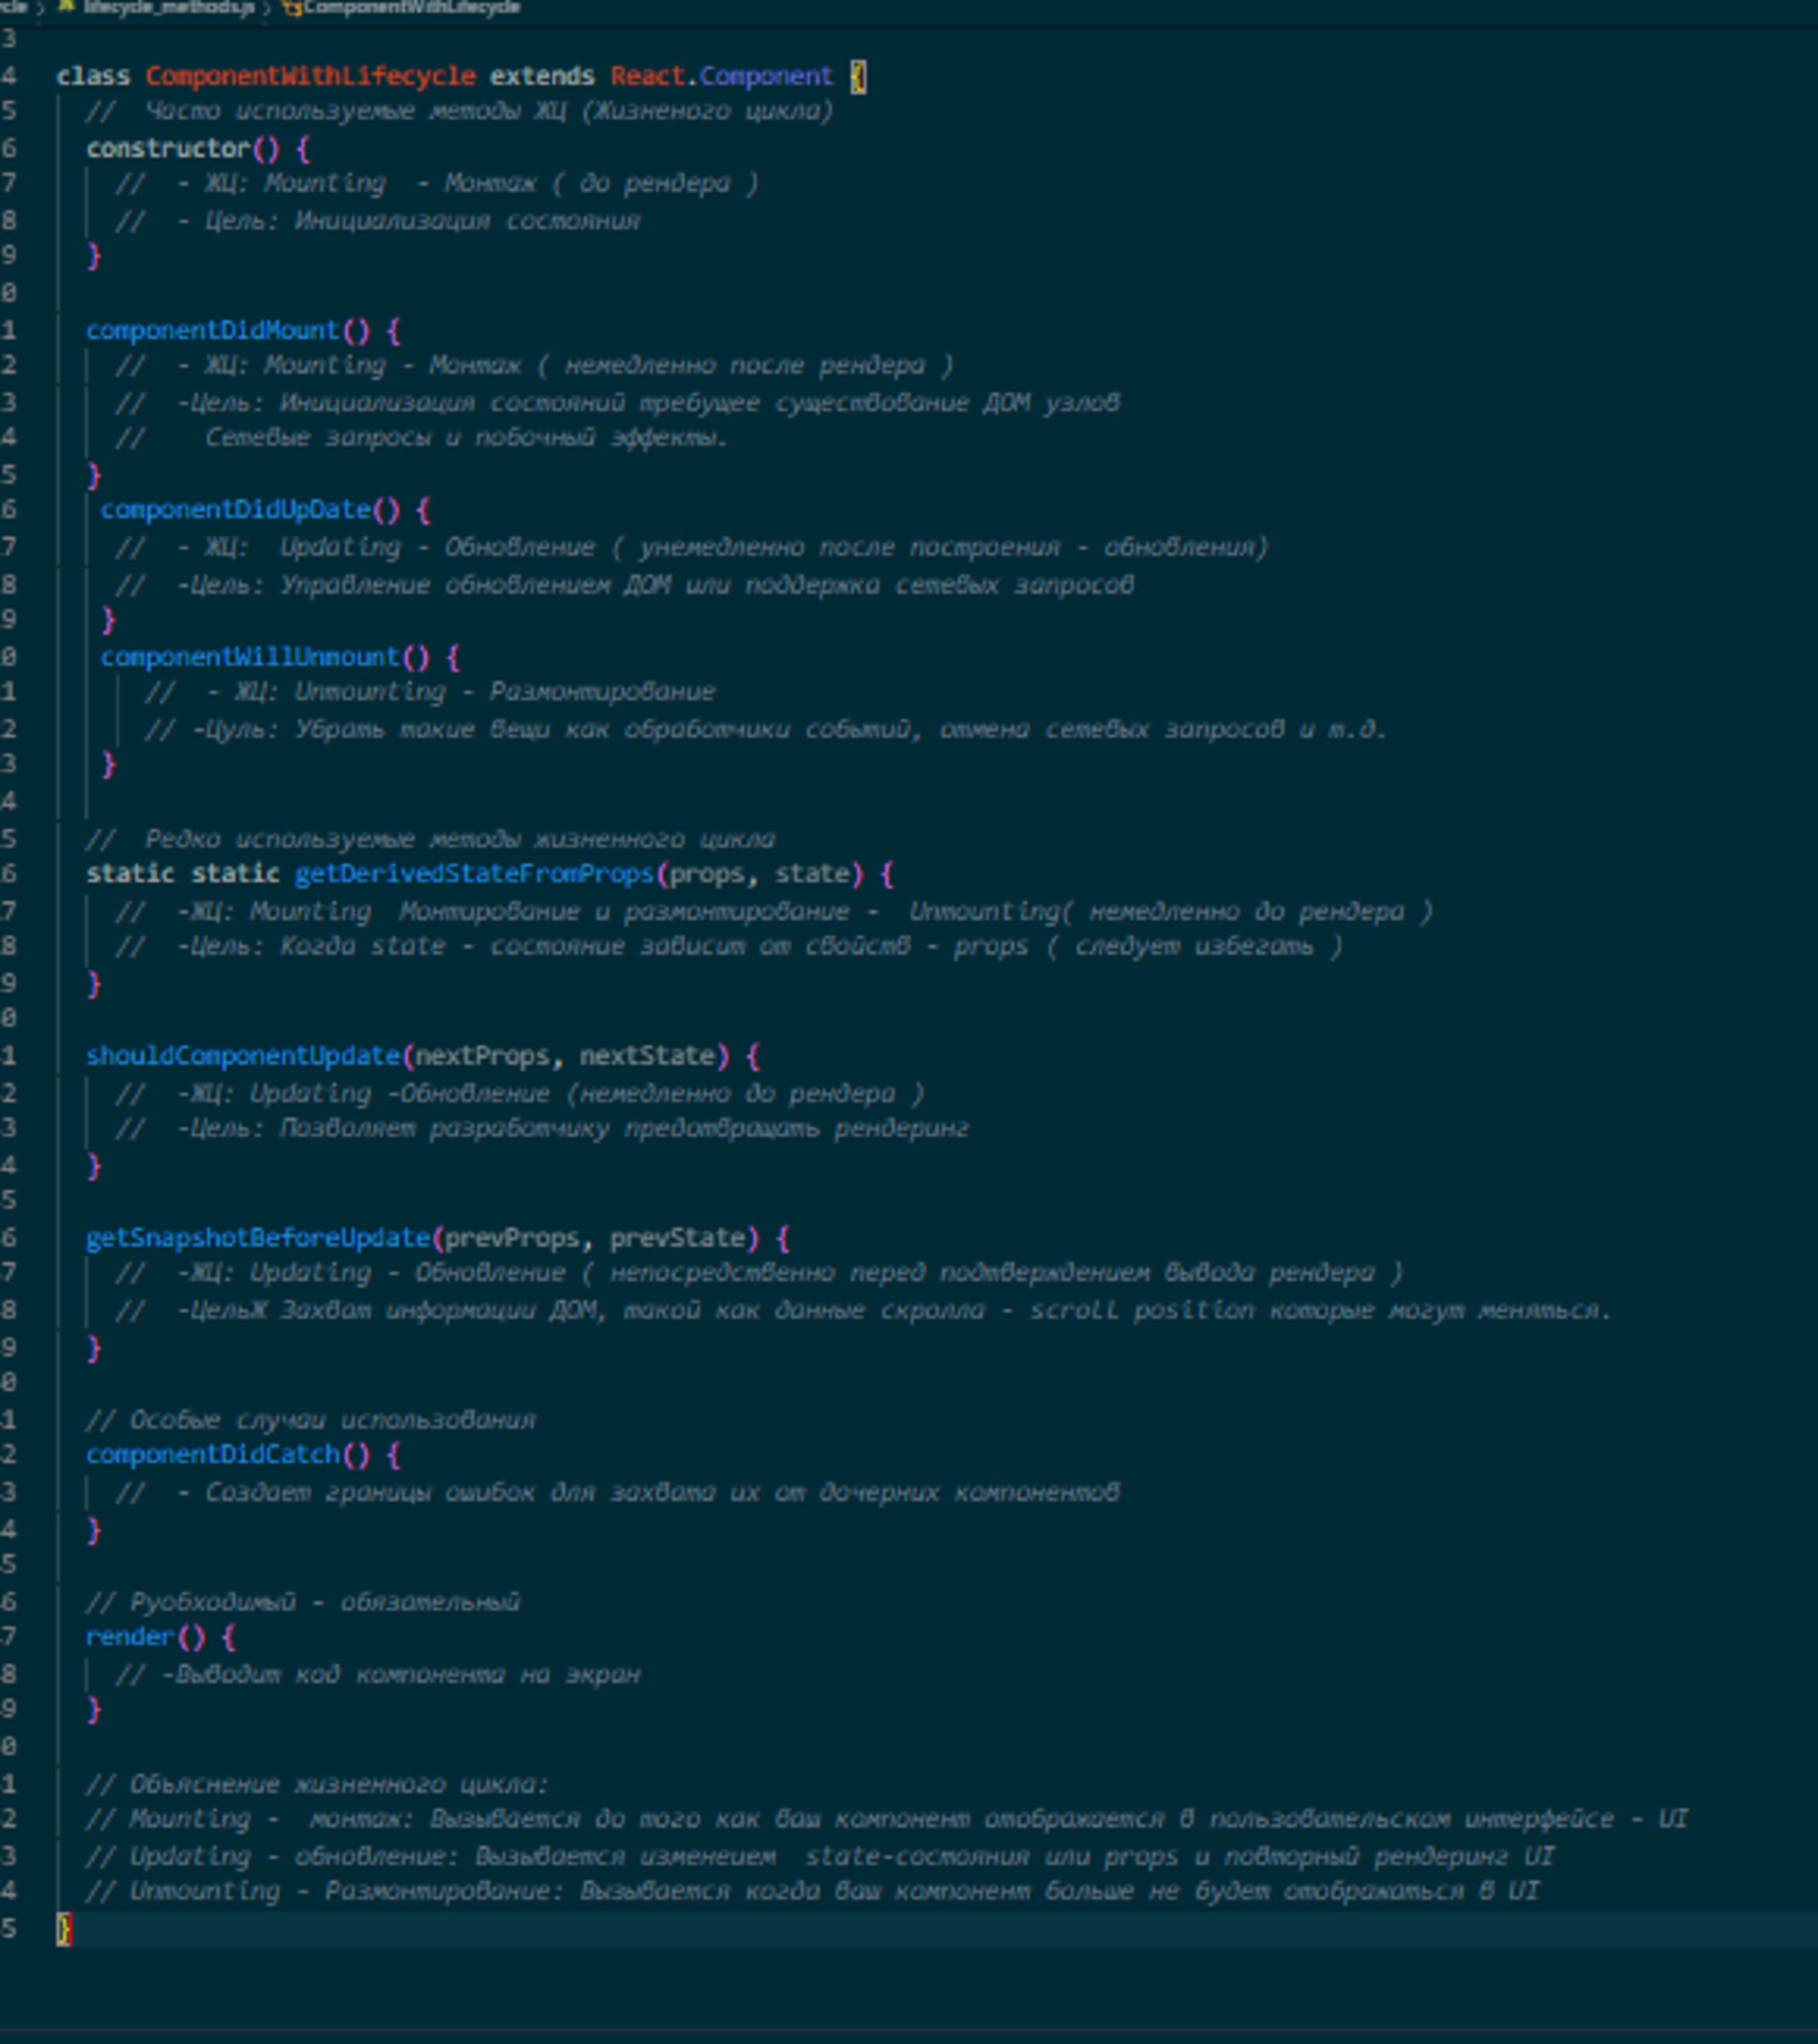 cle > lifecycle_methods.js > ComponentWithLifecycle
3
4 class ComponentWithLifecycle extends React.Component {
5 // Часто используемые методы ЖЦ (Жизненого цикла)
6 constructor() {
7 // - ЖЦ: Mounting - Монтаж ( до рендера )
8 // - Цель: Инициализация состояния
9 }
0
1 componentDidMount() {
2 // - ЖЦ: Mounting - Монтаж ( немедленно после рендера )
3 // -Цель: Инициализация состояний требущее существование ДОМ узлов
4 // Сетевые запросы и побочный эффекты.
5 }
6 componentDidUpDate() {
7 // - ЖЦ: Updating - Обновление ( унемедленно после построения - обновления)
8 // -Цель: Управление обновлением ДОМ или поддержка сетевых запросов
9 }
0 componentWillUnmount() {
1 // - ЖЦ: Unmounting - Размонтирование
2 // -Цуль: Убрать такие вещи как обработчики событий, отмена сетевых запросов и т.д.
3 }
4
5 // Редко используемые методы жизненного цикла
6 static static getDerivedStateFromProps(props, state) {
7 // -ЖЦ: Mounting Монтирование и размонтирование - Unmounting( немедленно до рендера )
8 // -Цель: Когда state - состояние зависит от свойств - props ( следует избегать )
9 }
0
1 shouldComponentUpdate(nextProps, nextState) {
2 // -ЖЦ: Updating -Обновление (немедленно до рендера )
3 // -Цель: Позволяет разработчику предотвращать рендеринг
4 }
5
6 getSnapshotBeforeUpdate(prevProps, prevState) {
7 // -ЖЦ: Updating - Обновление ( непосредственно перед подтверждением вывода рендера )
8 // -ЦельЖ Захват информации ДОМ, такой как данные скролла - scroll position которые могут меняться.
9 }
0
1 // Особые случаи использования
2 componentDidCatch() {
3 // - Создает границы ошибок для захвата их от дочерних компонентов
4 }
5
6 // Руобходимый - обязательный
7 render() {
8 // -Выводит код компонента на экран
9 }
0
1 // Обьяснение жизненного цикла:
2 // Mounting - монтаж: Вызывается до того как ваш компонент отображается в пользовательском интерфейсе - UI
3 // Updating - обновление: Вызывается изменеием state-состояния или props и повторный рендеринг UI
4 // Unmounting - Размонтирование: Вызывается когда ваш компонент больше не будет отображаться в UI
5 }